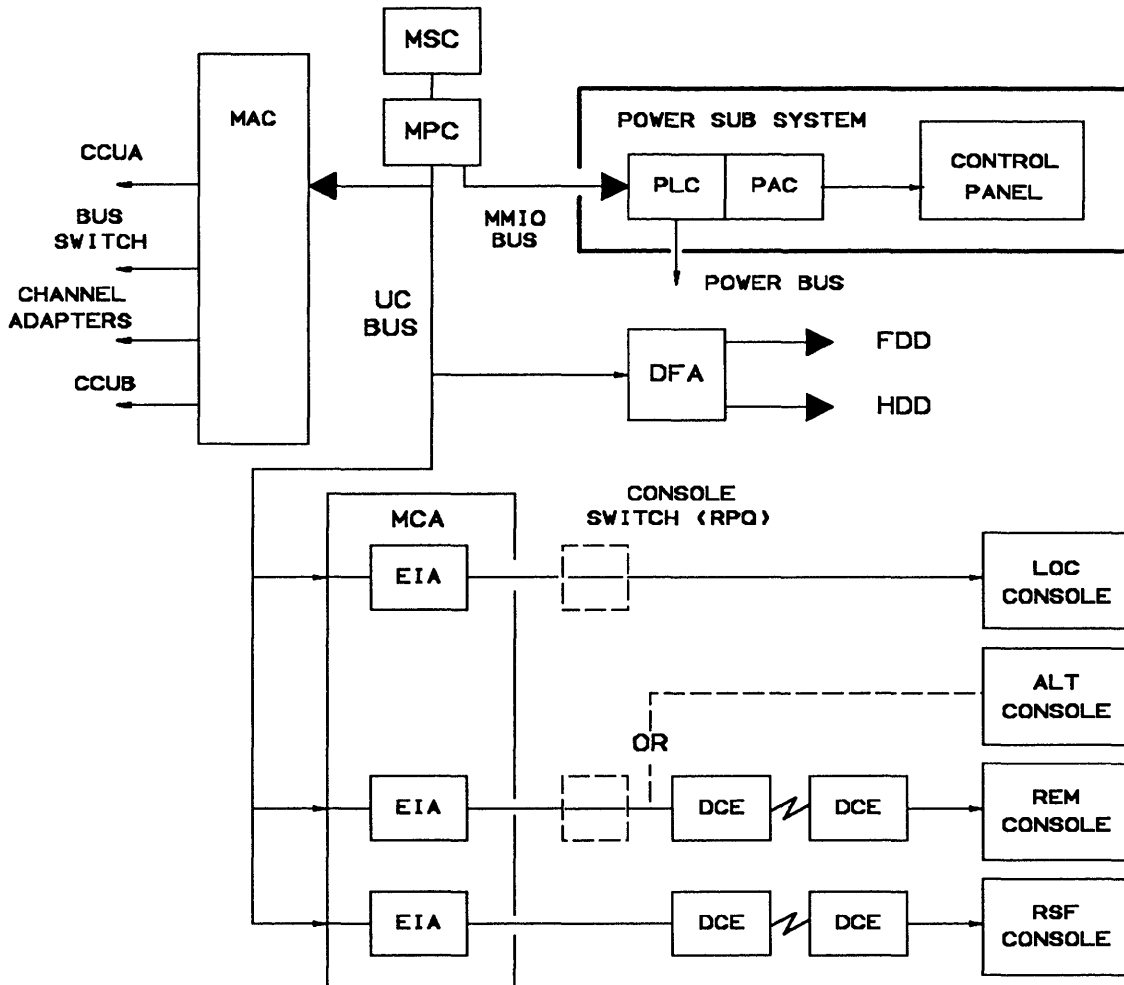 MSC
MAC
MPC
POWER SUB SYSTEM
CCUA
PLC
PAC
CONTROL
PANEL
BUS
SWITCH
MMIO
BUS
POWER BUS
CHANNEL
ADAPTERS
UC
BUS
FDD
DFA
CCUB
HDD
CONSOLE
SWITCH (RPQ)
MCA
EIA
LOC
CONSOLE
ALT
CONSOLE
OR
EIA
DCE
DCE
REM
CONSOLE
EIA
DCE
DCE
RSF
CONSOLE